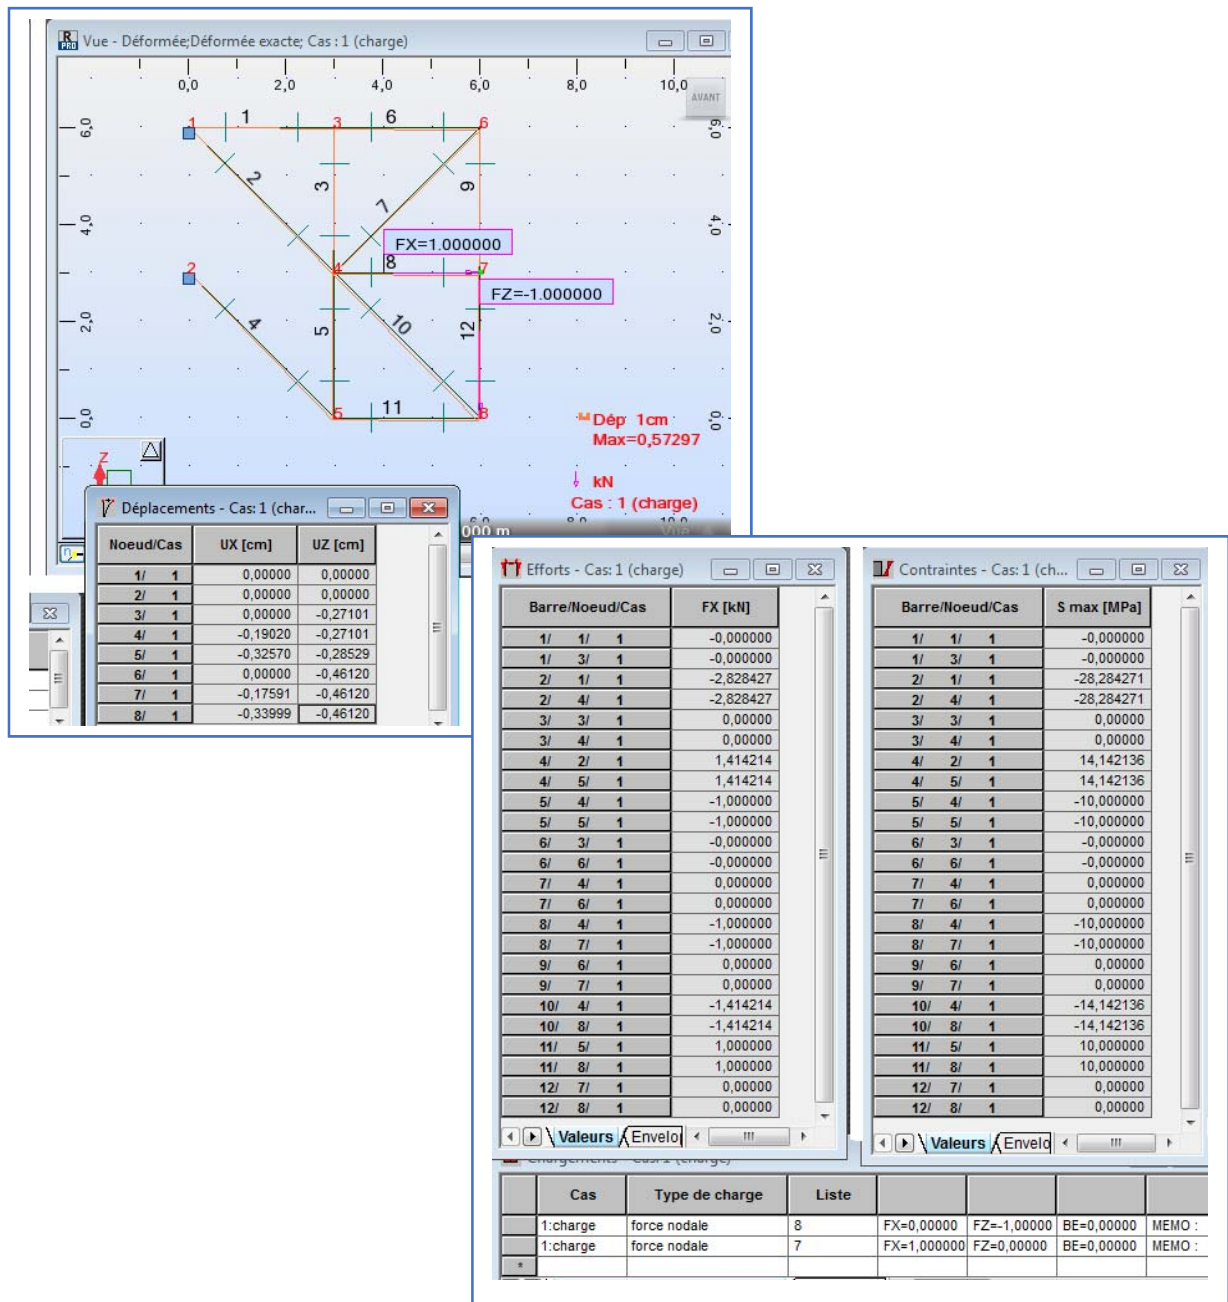 Vue - Déformée;Déformée exacte; Cas : 1 (charge)
0,0 2,0 4,0 6,0 8,0 10,0
AVANT
6,0 1 1 3 6 6 6,0
2 3 7 9
4,0 4,0
FX=1.000000
2 4 8 7
FZ=-1.000000
2,0 4 5 10 12 2,0
0,0 5 11 8 0,0
Dép 1cm
Max=0,57297
Z
kN
Cas : 1 (charge)
Déplacements - Cas: 1 (char...
Noeud/Cas UX [cm] UZ [cm]
1/ 1 0,00000 0,00000
2/ 1 0,00000 0,00000
3/ 1 0,00000 -0,27101
4/ 1 -0,19020 -0,27101
5/ 1 -0,32570 -0,28529
6/ 1 0,00000 -0,46120
7/ 1 -0,17591 -0,46120
8/ 1 -0,33999 -0,46120
Efforts - Cas: 1 (charge)
Barre/Noeud/Cas FX [kN]
1/ 1/ 1 -0,000000
1/ 3/ 1 -0,000000
2/ 1/ 1 -2,828427
2/ 4/ 1 -2,828427
3/ 3/ 1 0,00000
3/ 4/ 1 0,00000
4/ 2/ 1 1,414214
4/ 5/ 1 1,414214
5/ 4/ 1 -1,000000
5/ 5/ 1 -1,000000
6/ 3/ 1 -0,000000
6/ 6/ 1 -0,000000
7/ 4/ 1 0,000000
7/ 6/ 1 0,000000
8/ 4/ 1 -1,000000
8/ 7/ 1 -1,000000
9/ 6/ 1 0,00000
9/ 7/ 1 0,00000
10/ 4/ 1 -1,414214
10/ 8/ 1 -1,414214
11/ 5/ 1 1,000000
11/ 8/ 1 1,000000
12/ 7/ 1 0,00000
12/ 8/ 1 0,00000
Valeurs Envelo
Contraintes - Cas: 1 (ch...
Barre/Noeud/Cas S max [MPa]
1/ 1/ 1 -0,000000
1/ 3/ 1 -0,000000
2/ 1/ 1 -28,284271
2/ 4/ 1 -28,284271
3/ 3/ 1 0,00000
3/ 4/ 1 0,00000
4/ 2/ 1 14,142136
4/ 5/ 1 14,142136
5/ 4/ 1 -10,000000
5/ 5/ 1 -10,000000
6/ 3/ 1 -0,000000
6/ 6/ 1 -0,000000
7/ 4/ 1 0,000000
7/ 6/ 1 0,000000
8/ 4/ 1 -10,000000
8/ 7/ 1 -10,000000
9/ 6/ 1 0,00000
9/ 7/ 1 0,00000
10/ 4/ 1 -14,142136
10/ 8/ 1 -14,142136
11/ 5/ 1 10,000000
11/ 8/ 1 10,000000
12/ 7/ 1 0,00000
12/ 8/ 1 0,00000
Valeurs Envelo
Cas Type de charge Liste
1:charge force nodale 8 FX=0,00000 FZ=-1,00000 BE=0,00000 MEMO :
1:charge force nodale 7 FX=1,000000 FZ=0,00000 BE=0,00000 MEMO :
*